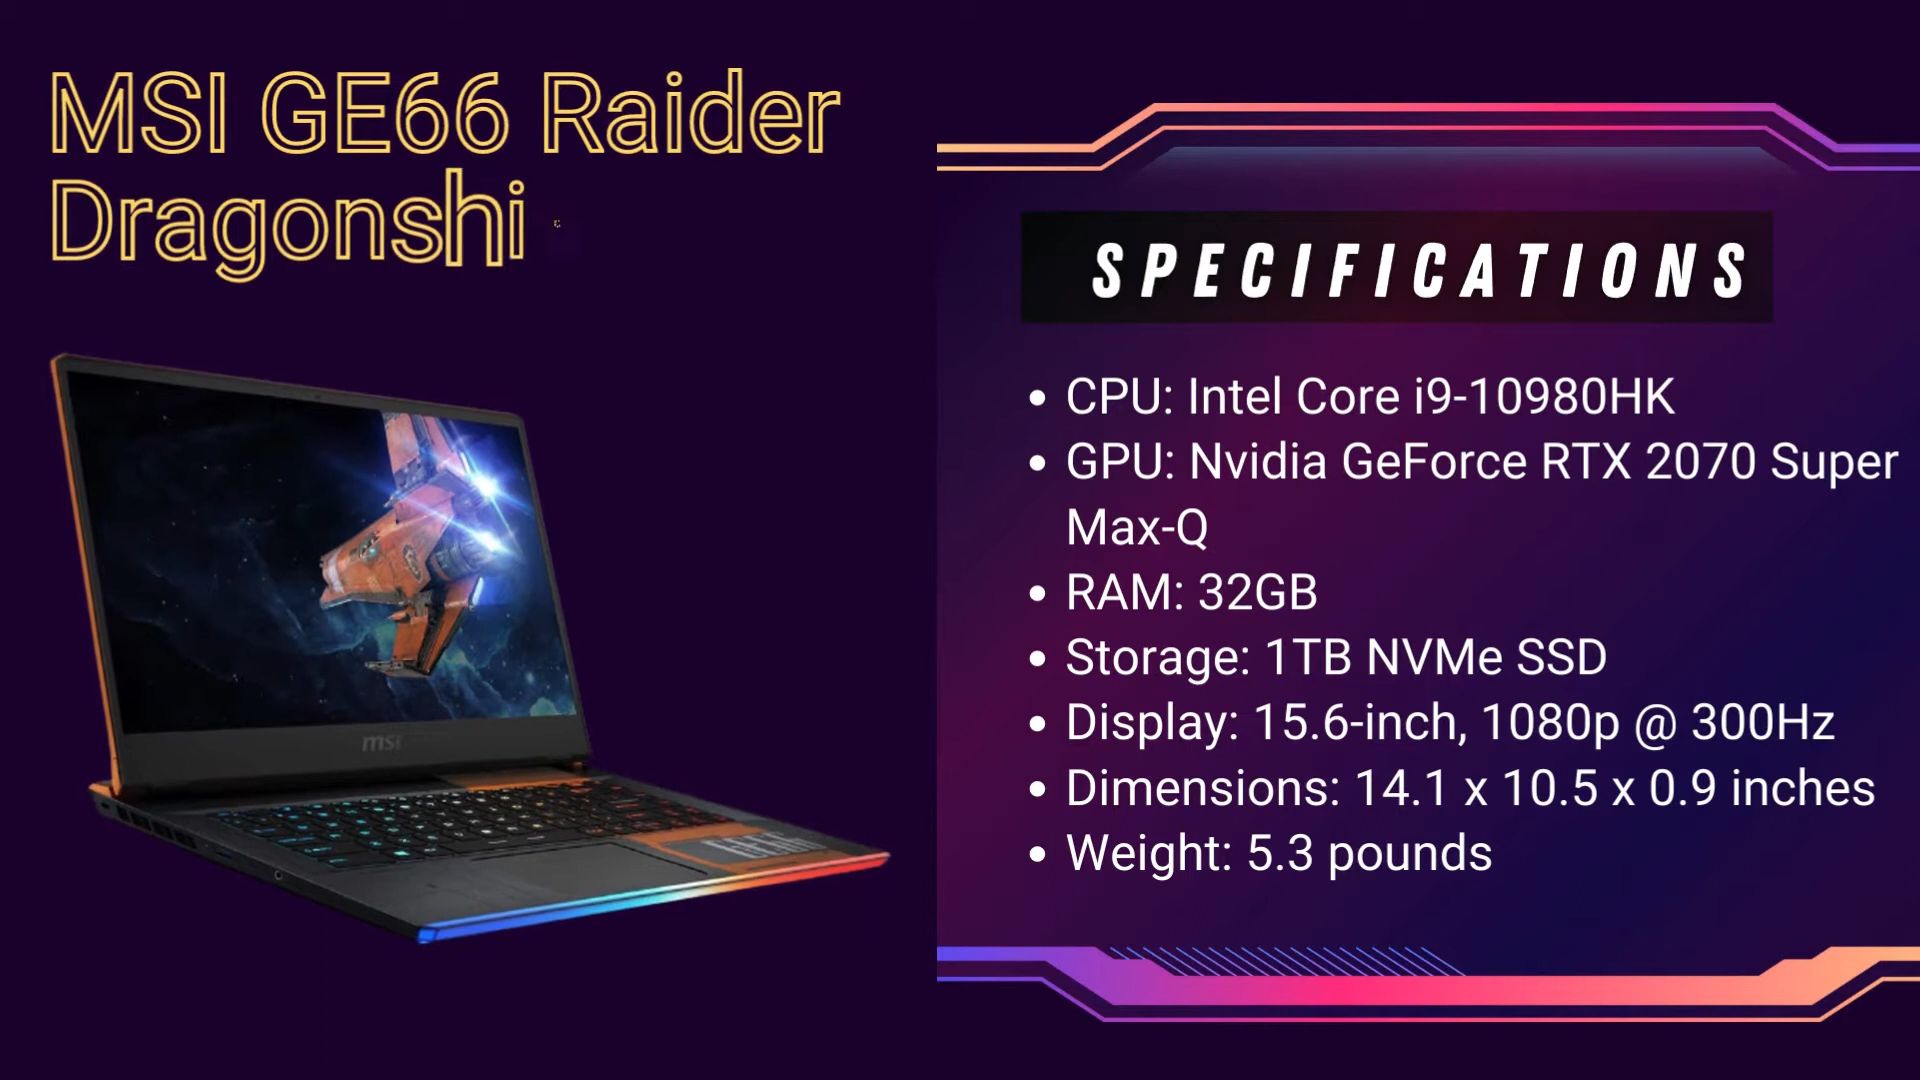 MSI GE66 Raider
Dragonshi
msi
SPECIFICATIONS
• CPU: Intel Core i9-10980HK
• GPU: Nvidia GeForce RTX 2070 Super
Max-Q
• RAM: 32GB
• Storage: 1TB NVMe SSD
• Display: 15.6-inch, 1080p @ 300Hz
• Dimensions: 14.1 x 10.5 x 0.9 inches
• Weight: 5.3 pounds